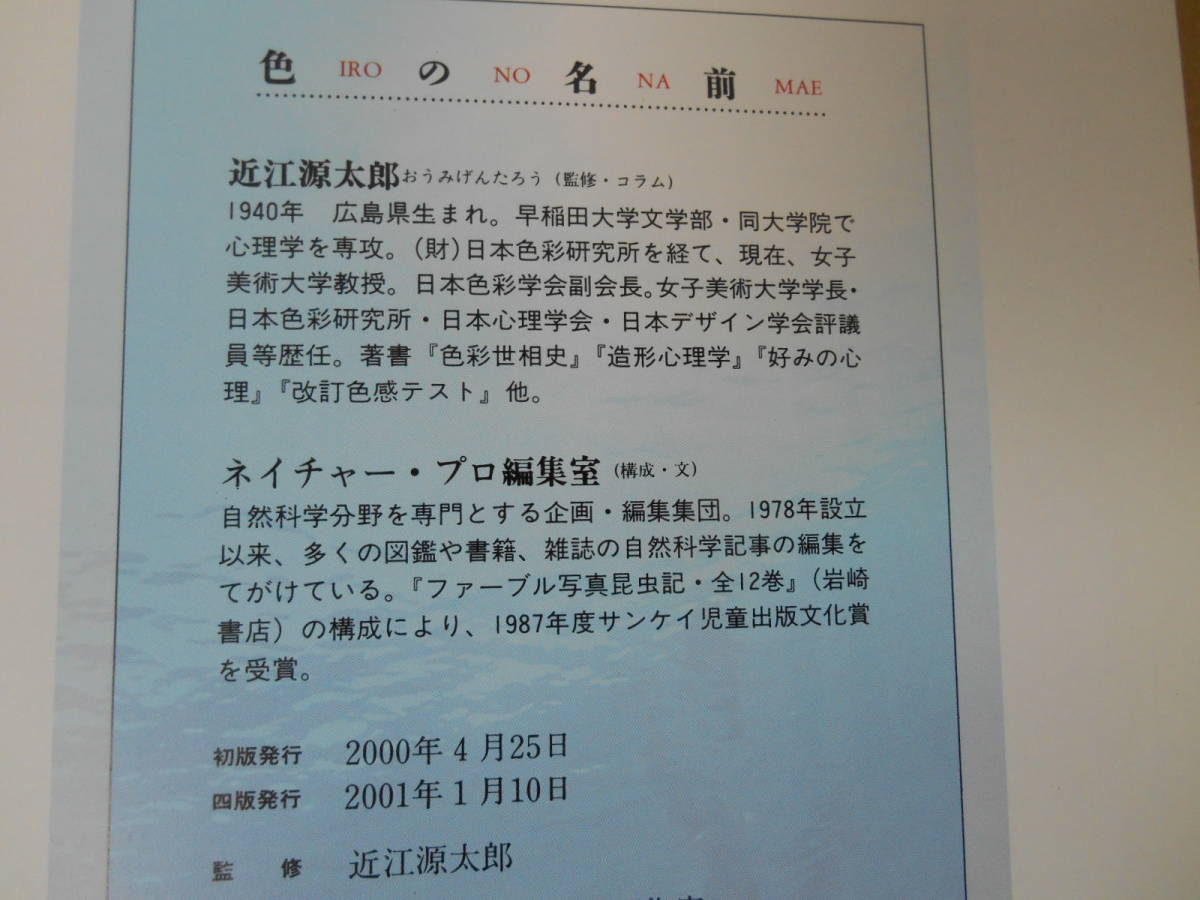 色 IRO の NO 名 NA 前 MAE
近江源太郎おうみげんたろう（監修・コラム）
1940年　広島県生まれ。早稲田大学文学部・同大学院で
心理学を専攻。（財）日本色彩研究所を経て、現在、女子
美術大学教授。日本色彩学会副会長。女子美術大学学長・
日本色彩研究所・日本心理学会・日本デザイン学会評議
員等歴任。著書『色彩世相史』『造形心理学』『好みの心
理』『改訂色感テスト』他。
ネイチャー・プロ編集室（構成・文）
自然科学分野を専門とする企画・編集集団。1978年設立
以来、多くの図鑑や書籍、雑誌の自然科学記事の編集を
てがけている。『ファーブル写真昆虫記・全12巻』（岩崎
書店）の構成により、1987年度サンケイ児童出版文化賞
を受賞。
初版発行　2000年4月25日
四版発行　2001年1月10日
監　修　近江源太郎